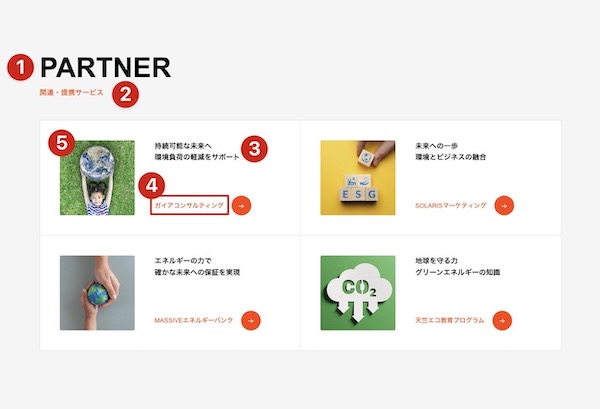 1 PARTNER
関連・提携サービス 2
5
持続可能な未来へ
環境負荷の軽減をサポート 3
4
ガイアコンサルティング
未来への一歩
環境とビジネスの融合
ESG
SOLARISマーケティング
エネルギーの力で
確かな未来への保証を実現
MASSIVEエネルギーバンク
地球を守る力
グリーンエネルギーの知識
CO2
天竺エコ教育プログラム